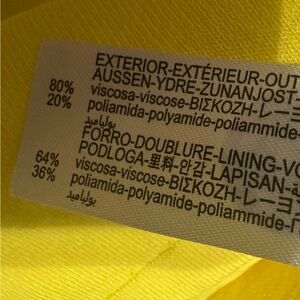 EXTERIOR-EXTÉRIEUR-OUT
AUSSEN-YDRE-ZUNANJOST-
80% viscosa-viscose-ΒΙΣΚΟΖΗ-レーヨ
20% poliamida-polyamide-poliammide-
بولياميد
FORRO-DOUBLURE-LINING-VO
PODLOGA-里料-안감-LAPISAN-
64% viscosa-viscose-ΒΙΣΚΟΖΗ-レーヨ
36% poliamida-polyamide-poliammide-Π
بولياميد